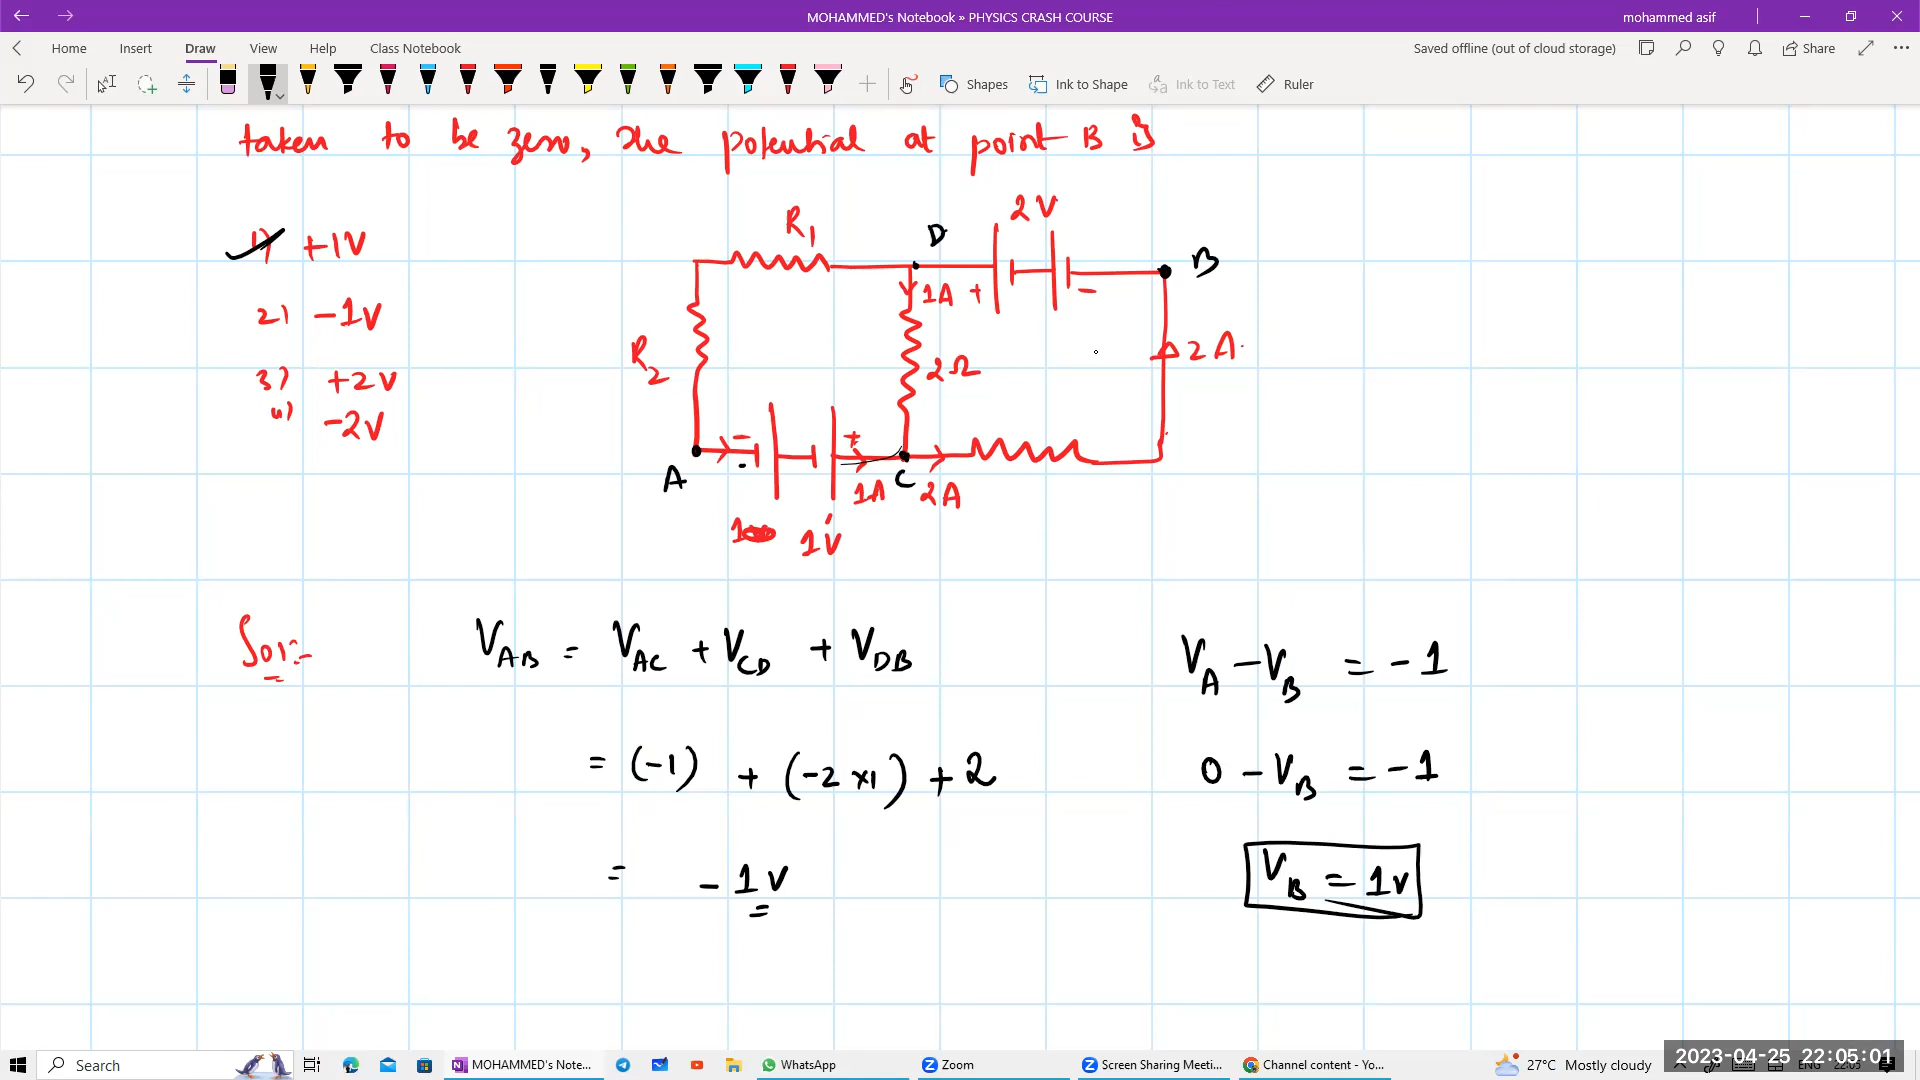 MOHAMMED's Notebook » PHYSICS CRASH COURSE
mohammed asif
Home Insert Draw View Help Class Notebook
Saved offline (out of cloud storage)
Share
Shapes Ink to Shape Ink to Text Ruler
taken to be zero, the potential at point B is
1) +1V
2) -1V
3) +2V
4) -2V
R1 D 2V B
1A + -
R2 2Ω 2A
- +
A 1A C 2A
1 1V
Sol:-
VAB = VAC + VCD + VDB
= (-1) + (-2×1) + 2
= -1V
VA - VB = -1
0 - VB = -1
VB = 1V
Search
MOHAMMED's Note...
WhatsApp
Zoom
Screen Sharing Meeti...
Channel content - Yo...
27°C Mostly cloudy
2023-04-25 22:05:01